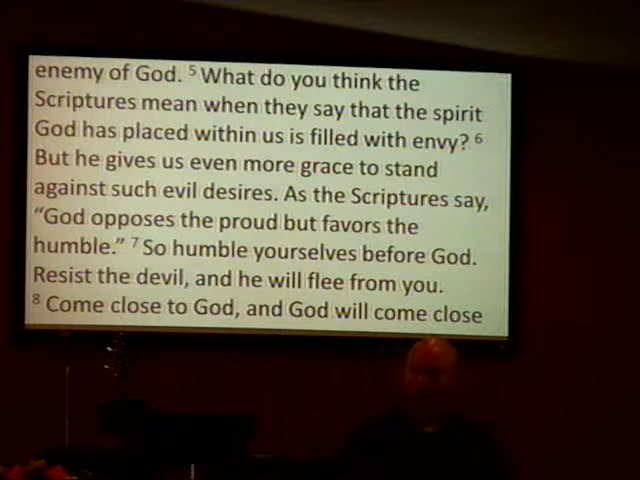 enemy of God. ⁵ What do you think the
Scriptures mean when they say that the spirit
God has placed within us is filled with envy? ⁶
But he gives us even more grace to stand
against such evil desires. As the Scriptures say,
“God opposes the proud but favors the
humble.” ⁷ So humble yourselves before God.
Resist the devil, and he will flee from you.
⁸ Come close to God, and God will come close